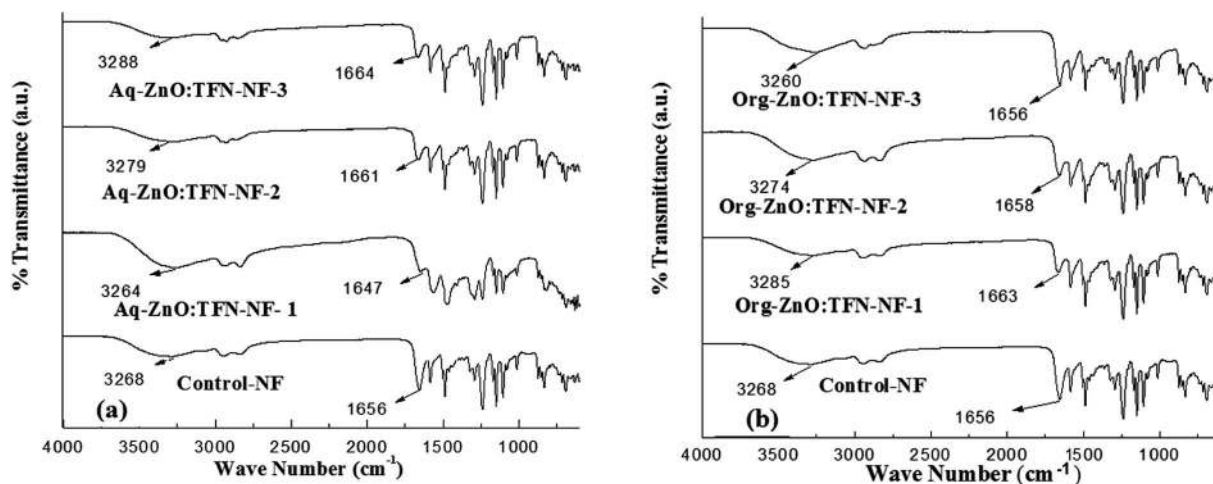 % Transmittance (a.u.)
3288
1664
Aq-ZnO:TFN-NF-3
3279
1661
Aq-ZnO:TFN-NF-2
3264
1647
Aq-ZnO:TFN-NF- 1
3268
Control-NF
1656
(a)
4000 3500 3000 2500 2000 1500 1000
Wave Number (cm-1)
% Transmittance (a.u.)
3260
Org-ZnO:TFN-NF-3
1656
3274
Org-ZnO:TFN-NF-2
1658
3285
Org-ZnO:TFN-NF-1
1663
3268
Control-NF
1656
(b)
4000 3500 3000 2500 2000 1500 1000
Wave Number (cm-1)